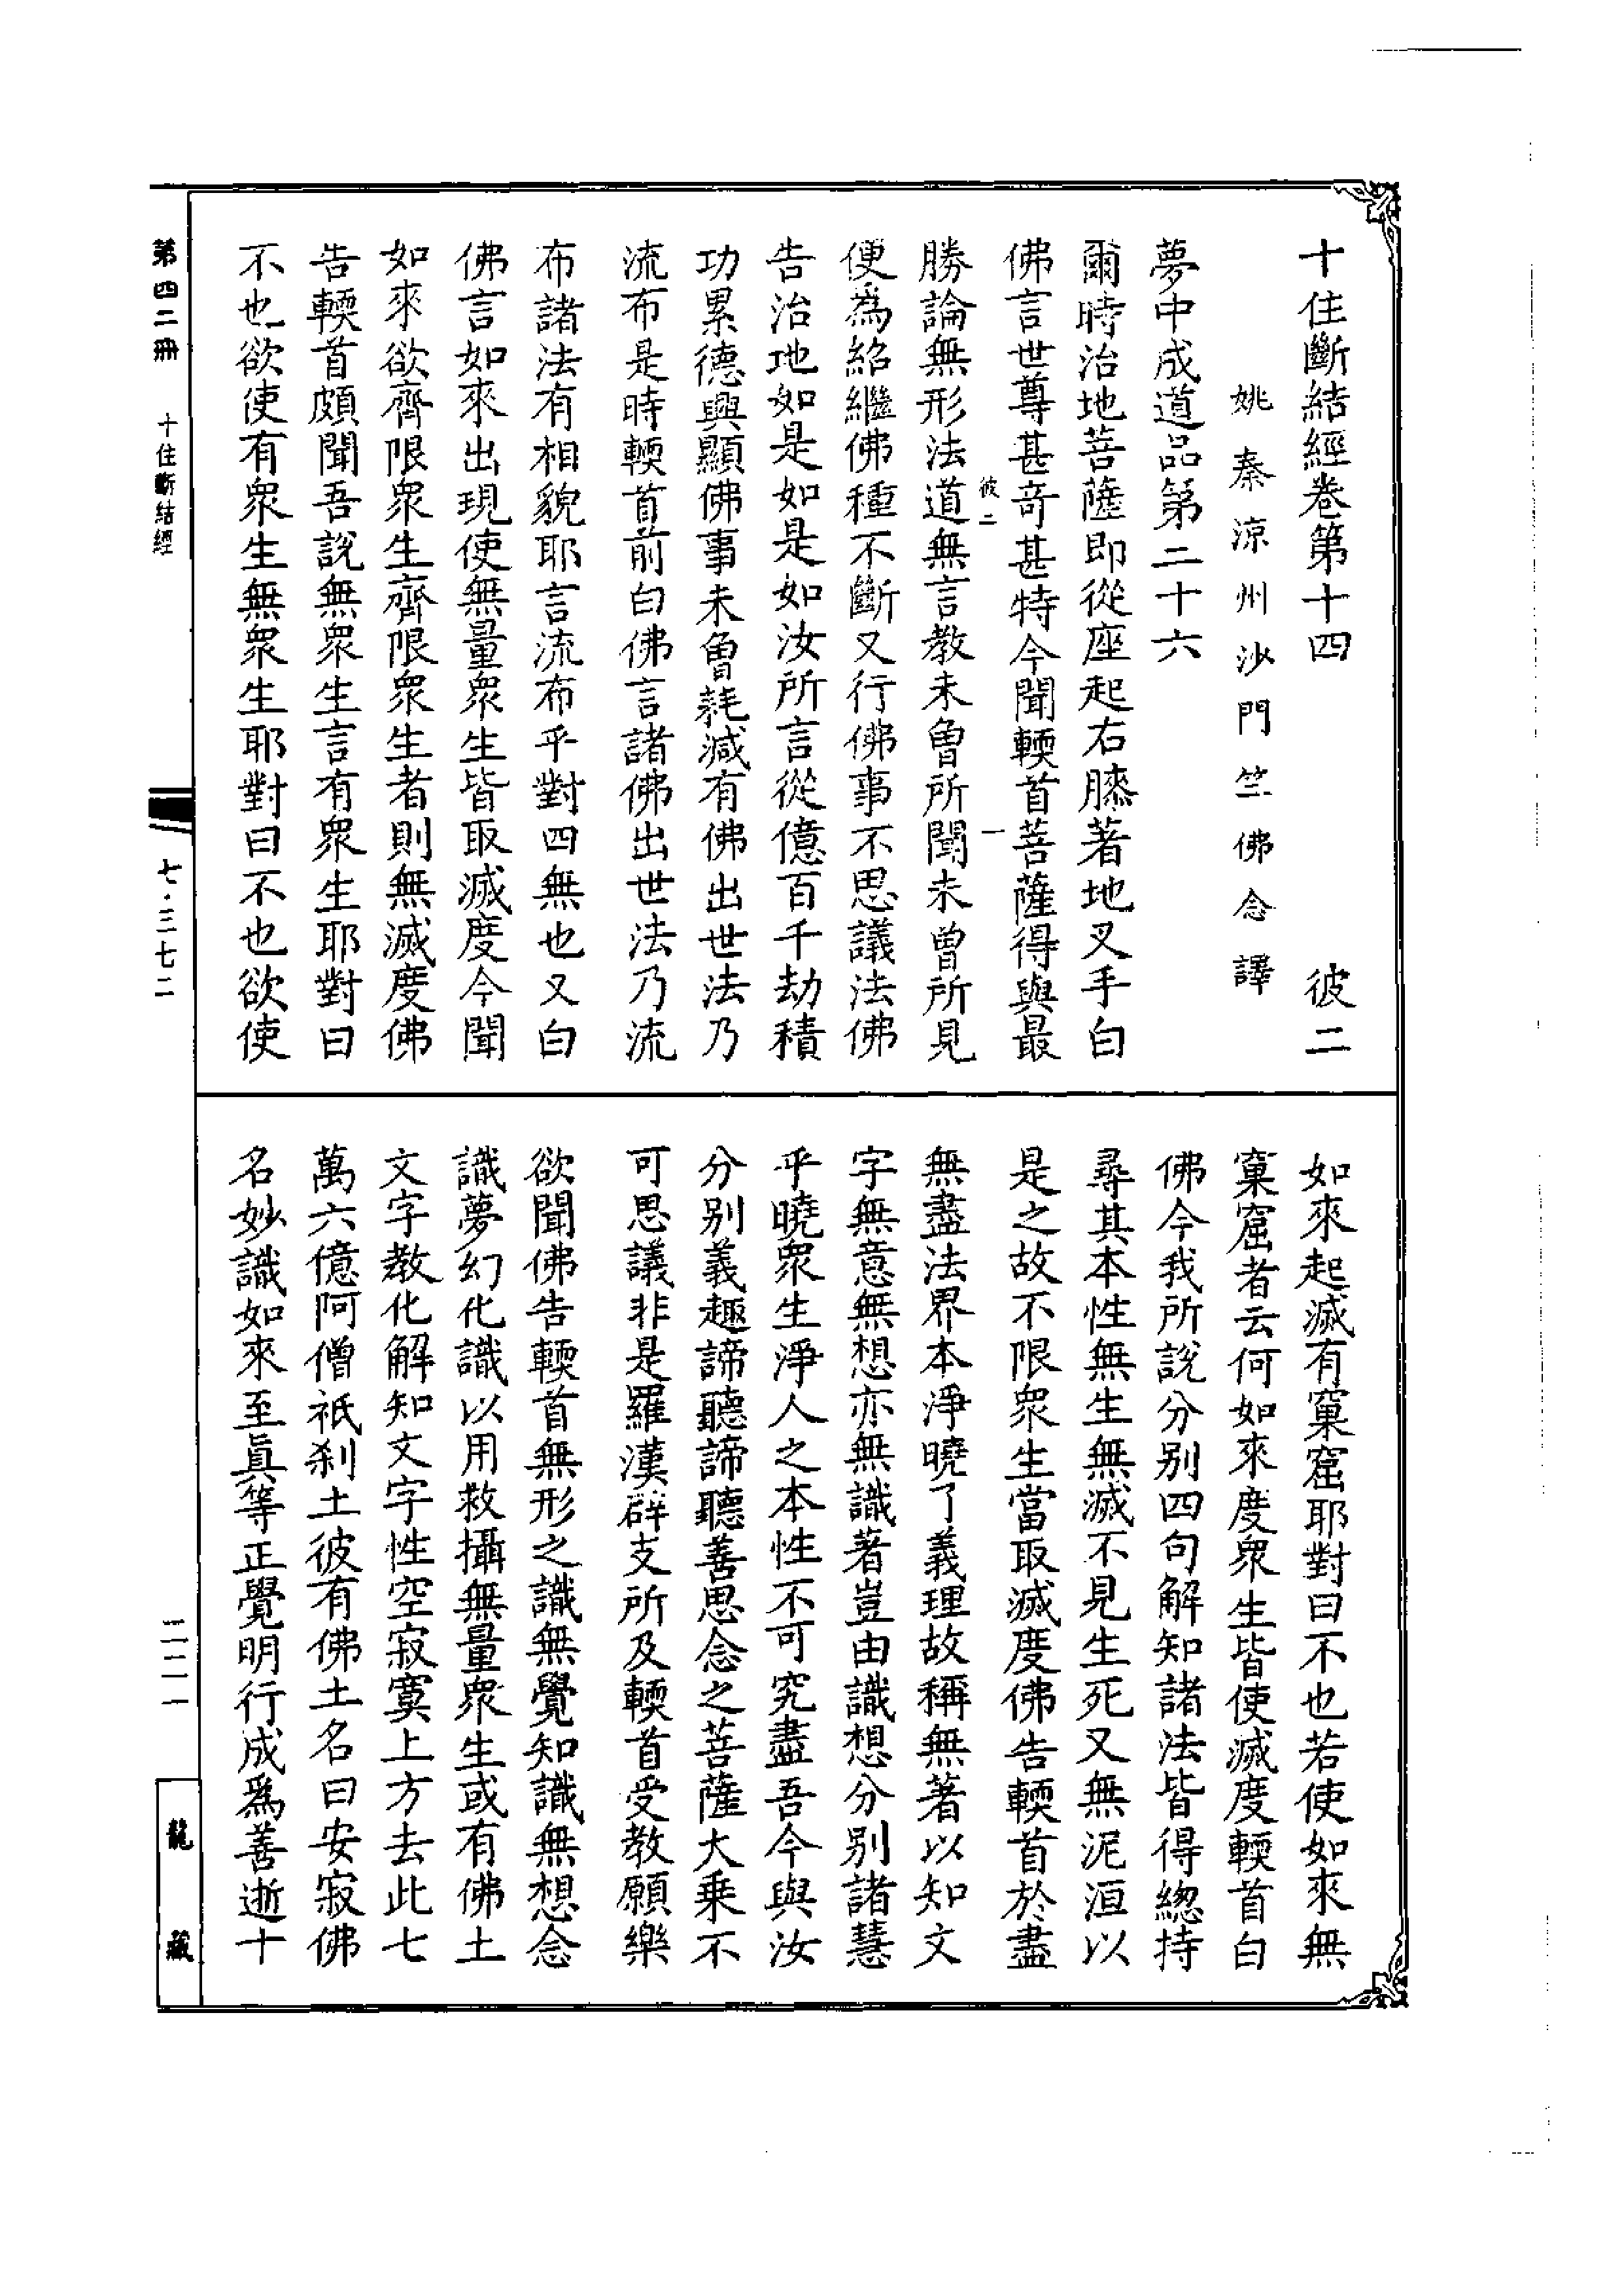 十住斷結經卷第十四 彼二
姚秦涼州沙門竺佛念譯
夢中成道品第二十六
爾時治地菩薩即從座起右膝著地叉手白
佛言世尊甚奇甚特今聞輭首菩薩得與最
彼二 一
勝論無形法道無言教未曾所聞未曾所見
便為紹繼佛種不斷又行佛事不思議法佛
告治地如是如是如汝所言從億百千劫積
功累德興顯佛事未曾耗減有佛出世法乃
流布是時輭首前白佛言諸佛出世法乃流
布諸法有相貌耶言流布乎對曰無也又白
佛言如來出現使無量眾生皆取滅度今聞
如來欲齊限眾生齊限眾生者則無滅度佛
告輭首頗聞吾說無眾生言有眾生耶對曰
不也欲使有眾生無眾生耶對曰不也欲使
如來起滅有窠窟耶對曰不也若使如來無
窠窟者云何如來度眾生皆使滅度輭首白
佛今我所說分別四句解知諸法皆得總持
尋其本性無生無滅不見生死又無泥洹以
是之故不限眾生當取滅度佛告輭首於盡
無盡法界本淨曉了義理故稱無著以知文
字無意無想亦無識著豈由識想分別諸慧
乎曉眾生淨人之本性不可究盡吾今與汝
分別義趣諦聽諦聽善思念之菩薩大乘不
可思議非是羅漢辟支所及輭首受教願樂
欲聞佛告輭首無形之識無覺知識無想念
識夢幻化識以用救攝無量眾生或有佛土
文字教化解知文字性空寂寞上方去此七
萬六億阿僧祇刹土彼有佛土名曰安寂佛
名妙識如來至真等正覺明行成為善逝十
第四二冊 十住斷結經
七·三七二
二二一
龍藏